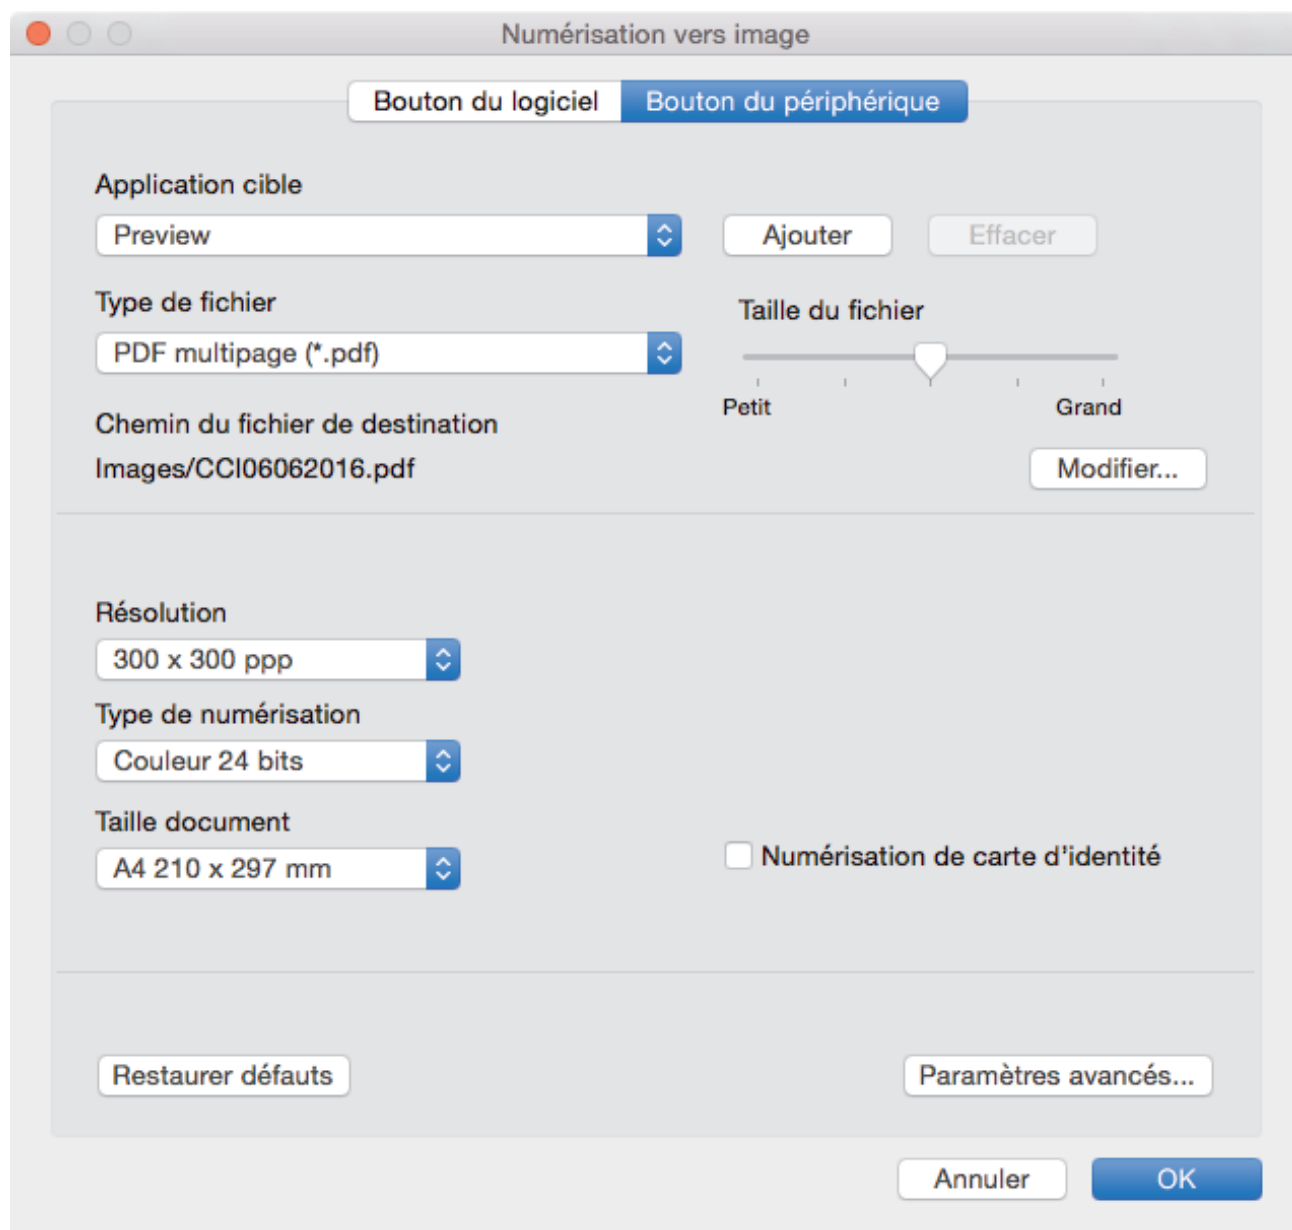 Numérisation vers image
Bouton du logiciel Bouton du périphérique
Application cible
Preview Ajouter Effacer
Type de fichier
Taille du fichier
PDF multipage (*.pdf)
Petit Grand
Chemin du fichier de destination
Images/CCI06062016.pdf Modifier...
Résolution
300 x 300 ppp
Type de numérisation
Couleur 24 bits
Taille document
A4 210 x 297 mm Numérisation de carte d'identité
Restaurer défauts Paramètres avancés...
Annuler OK